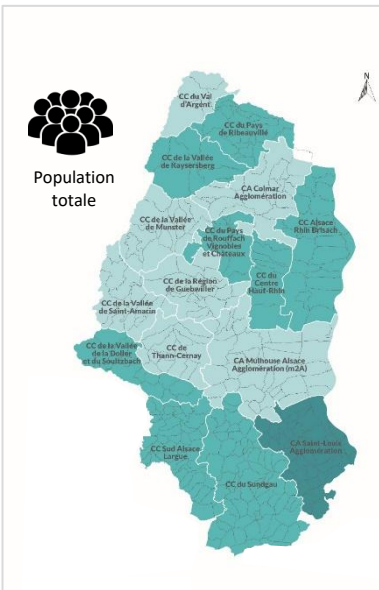 N
CC du Val
d'Argent
CC du Pays
de Ribeauvillé
Population
totale
CC de la Vallée
de Kaysersberg
CA Colmar
Agglomération
CC de la Vallée
de Munster
CC du Pays
de Rouffach
Vignobles
et Châteaux
CC Alsace
Rhin Brisach
CC du
Centre
Haut-Rhin
CC de la Région
de Guebwiller
CC de la Vallée
de Saint-Amarin
CC de la Vallée
de la Doller
et du Soultzbach
CC de
Thann-Cernay
CA Mulhouse Alsace
Agglomération (m2A)
CA Saint-Louis
Agglomération
CC Sud Alsace
Largue
CC du Sundgau